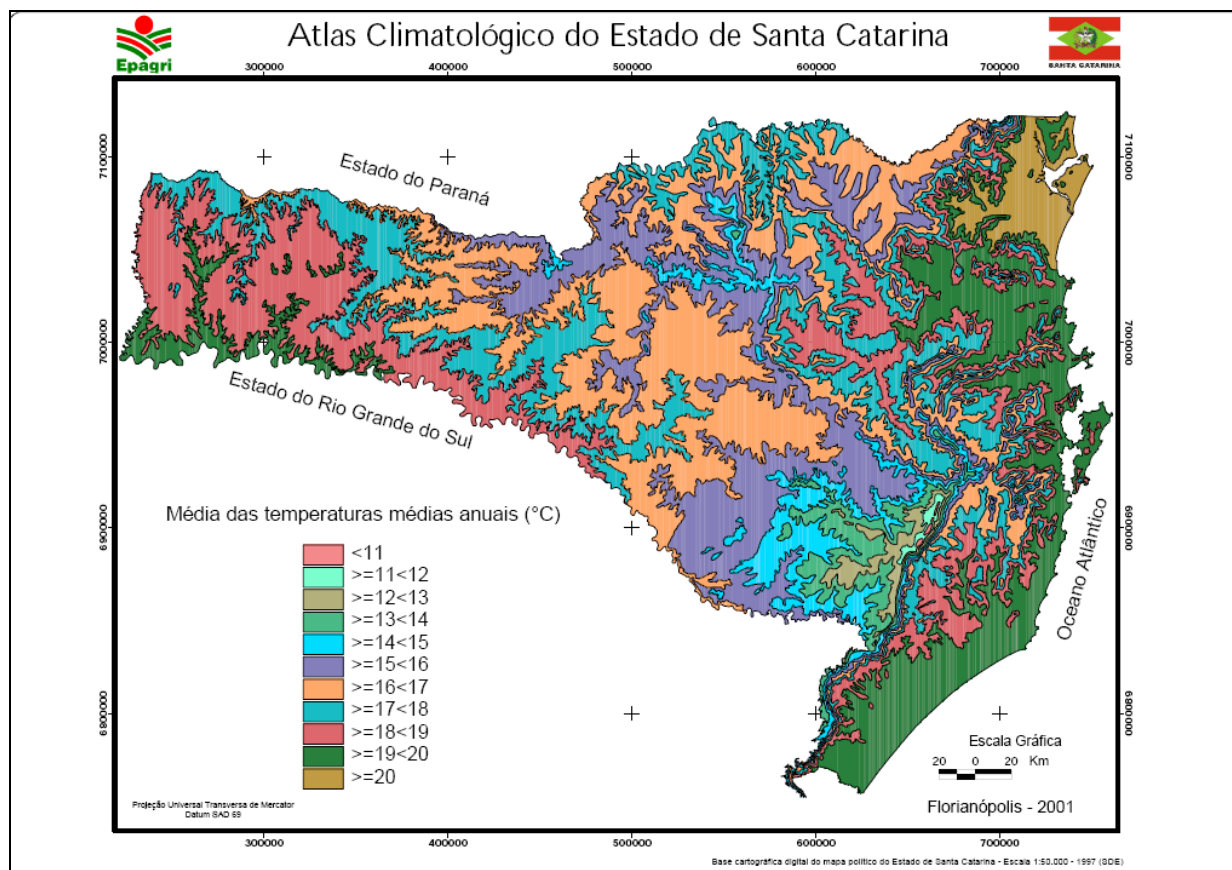 Atlas Climatológico do Estado de Santa Catarina
Epagri
SANTA CATARINA
300000 400000 500000 600000 700000
7100000 7100000
Estado do Paraná
7000000 7000000
Estado do Rio Grande do Sul
Oceano Atlântico
6900000 6900000
Média das temperaturas médias anuais (°C)
<11
>=11<12
>=12<13
>=13<14
>=14<15
>=15<16
>=16<17
>=17<18
>=18<19
>=19<20
>=20
6800000 6800000
Escala Gráfica
20 0 20 Km
Projeção Universal Transversa de Mercator
Datum SAD 69
Florianópolis - 2001
300000 400000 500000 600000 700000
Base cartográfica digital do mapa político do Estado de Santa Catarina - Escala 1:50.000 - 1997 (SDE)